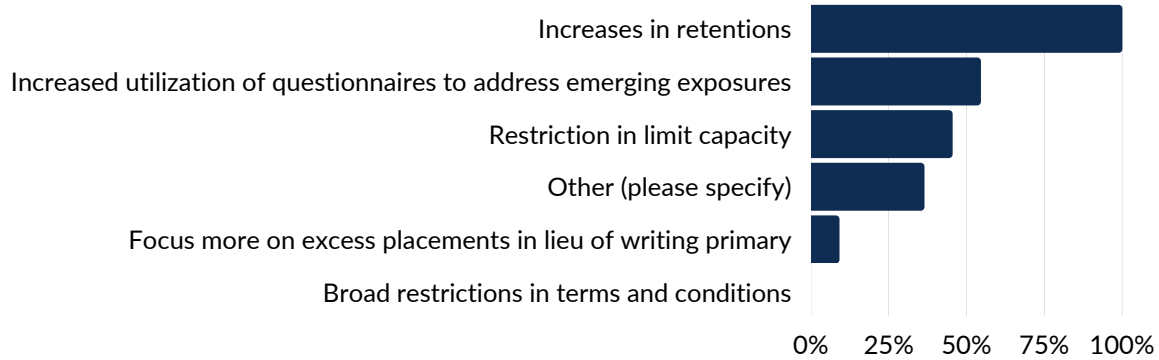 Increases in retentions
Increased utilization of questionnaires to address emerging exposures
Restriction in limit capacity
Other (please specify)
Focus more on excess placements in lieu of writing primary
Broad restrictions in terms and conditions
0% 25% 50% 75% 100%